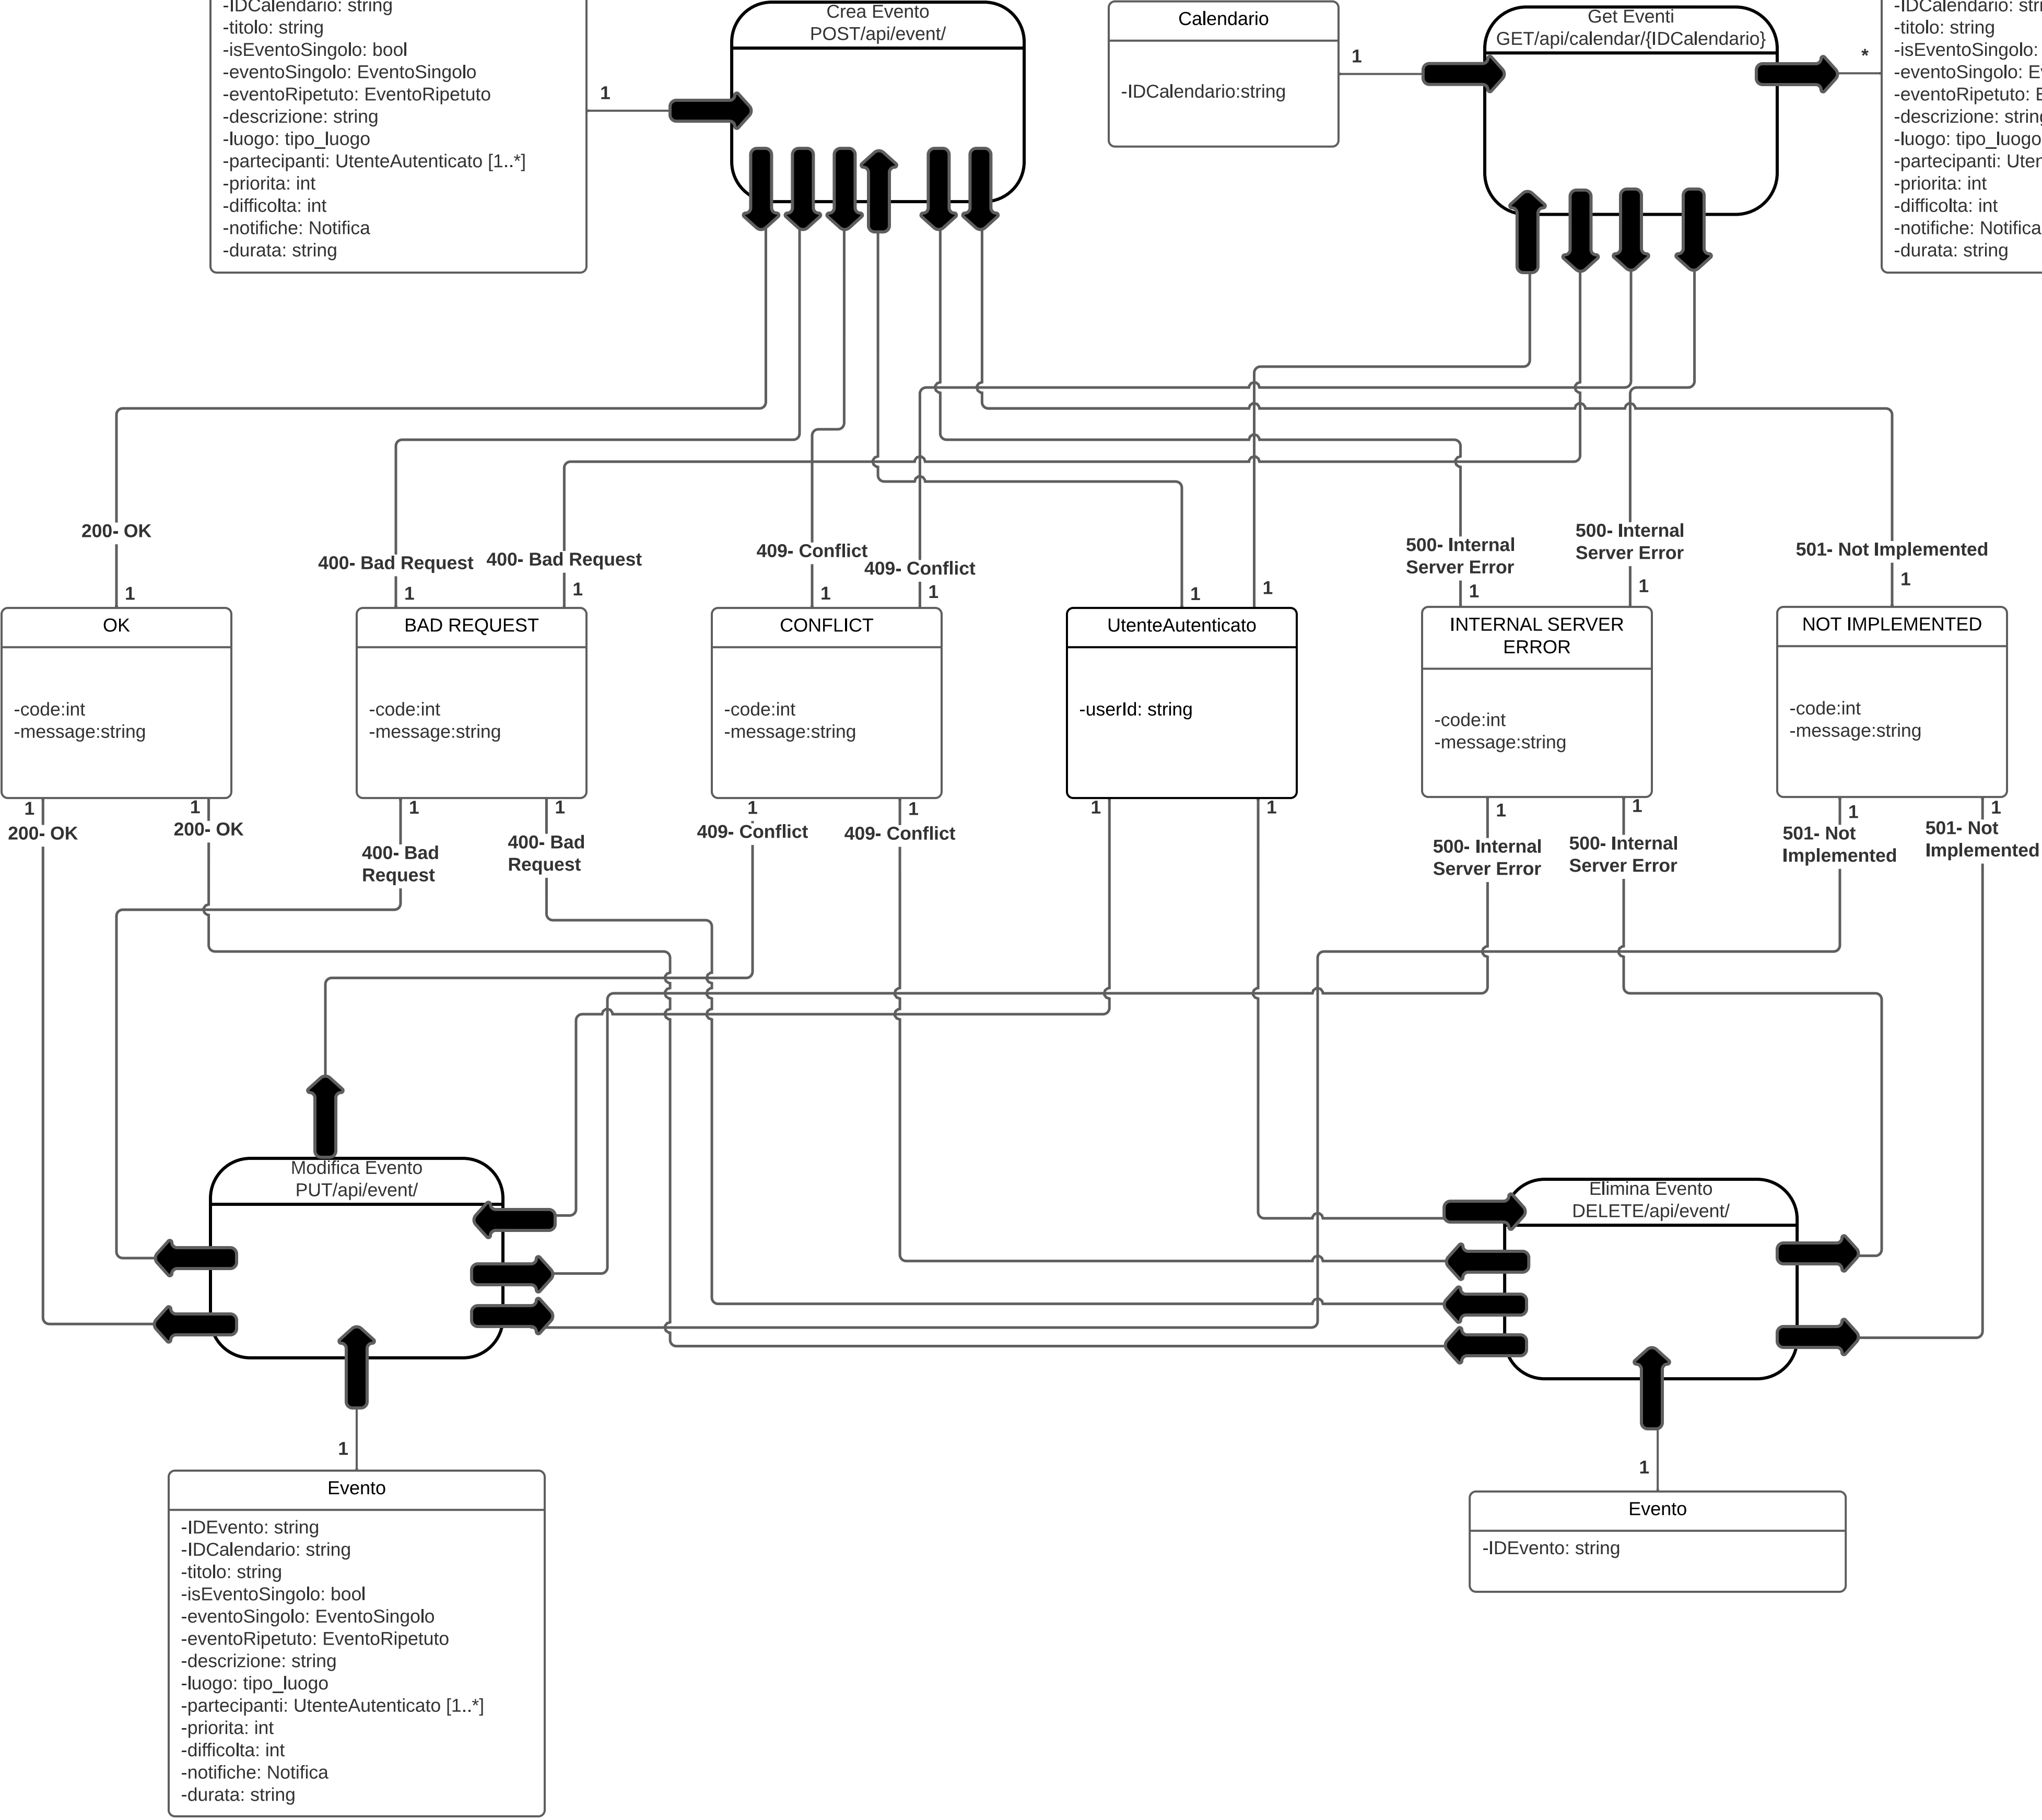 -IDCalendario: string
-titolo: string
-isEventoSingolo: bool
-eventoSingolo: EventoSingolo
-eventoRipetuto: EventoRipetuto
-descrizione: string
-luogo: tipo_luogo
-partecipanti: UtenteAutenticato [1..*]
-priorita: int
-difficolta: int
-notifiche: Notifica
-durata: string
1
Crea Evento
POST/api/event/
Calendario
-IDCalendario:string
1
Get Eventi
GET/api/calendar/{IDCalendario}
*
-IDCalendario:
-titolo: string
-isEventoSingolo:
-eventoSingolo:
-eventoRipetuto:
-descrizione: string
-luogo: tipo_luogo
-partecipanti:
-priorita: int
-difficolta: int
-notifiche: Notifica
-durata: string
200- OK
1
400- Bad Request
1
400- Bad Request
1
409- Conflict
1
409- Conflict
1
1
1
500- Internal
Server Error
1
500- Internal
Server Error
1
501- Not Implemented
1
OK
-code:int
-message:string
BAD REQUEST
-code:int
-message:string
CONFLICT
-code:int
-message:string
UtenteAutenticato
-userId: string
INTERNAL SERVER
ERROR
-code:int
-message:string
NOT IMPLEMENTED
-code:int
-message:string
1
200- OK
1
200- OK
1
400- Bad
Request
1
400- Bad
Request
1
409- Conflict
1
409- Conflict
1
1
1
500- Internal
Server Error
1
500- Internal
Server Error
1
501- Not
Implemented
1
501- Not
Implemented
Modifica Evento
PUT/api/event/
Elimina Evento
DELETE/api/event/
1
Evento
-IDEvento: string
-IDCalendario: string
-titolo: string
-isEventoSingolo: bool
-eventoSingolo: EventoSingolo
-eventoRipetuto: EventoRipetuto
-descrizione: string
-luogo: tipo_luogo
-partecipanti: UtenteAutenticato [1..*]
-priorita: int
-difficolta: int
-notifiche: Notifica
-durata: string
1
Evento
-IDEvento: string